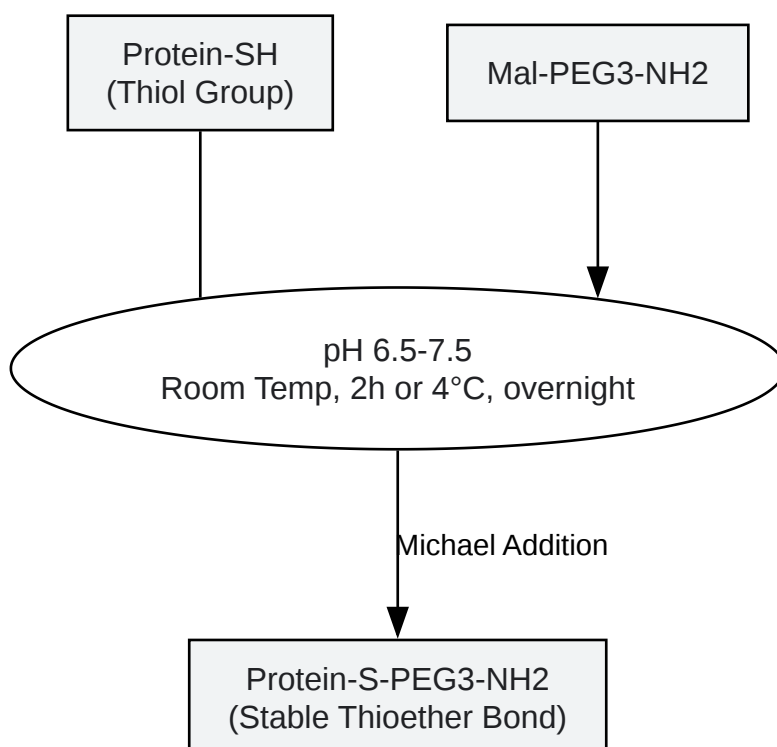 Protein-SH
(Thiol Group)
Mal-PEG3-NH2
pH 6.5-7.5
Room Temp, 2h or 4°C, overnight
Michael Addition
Protein-S-PEG3-NH2
(Stable Thioether Bond)